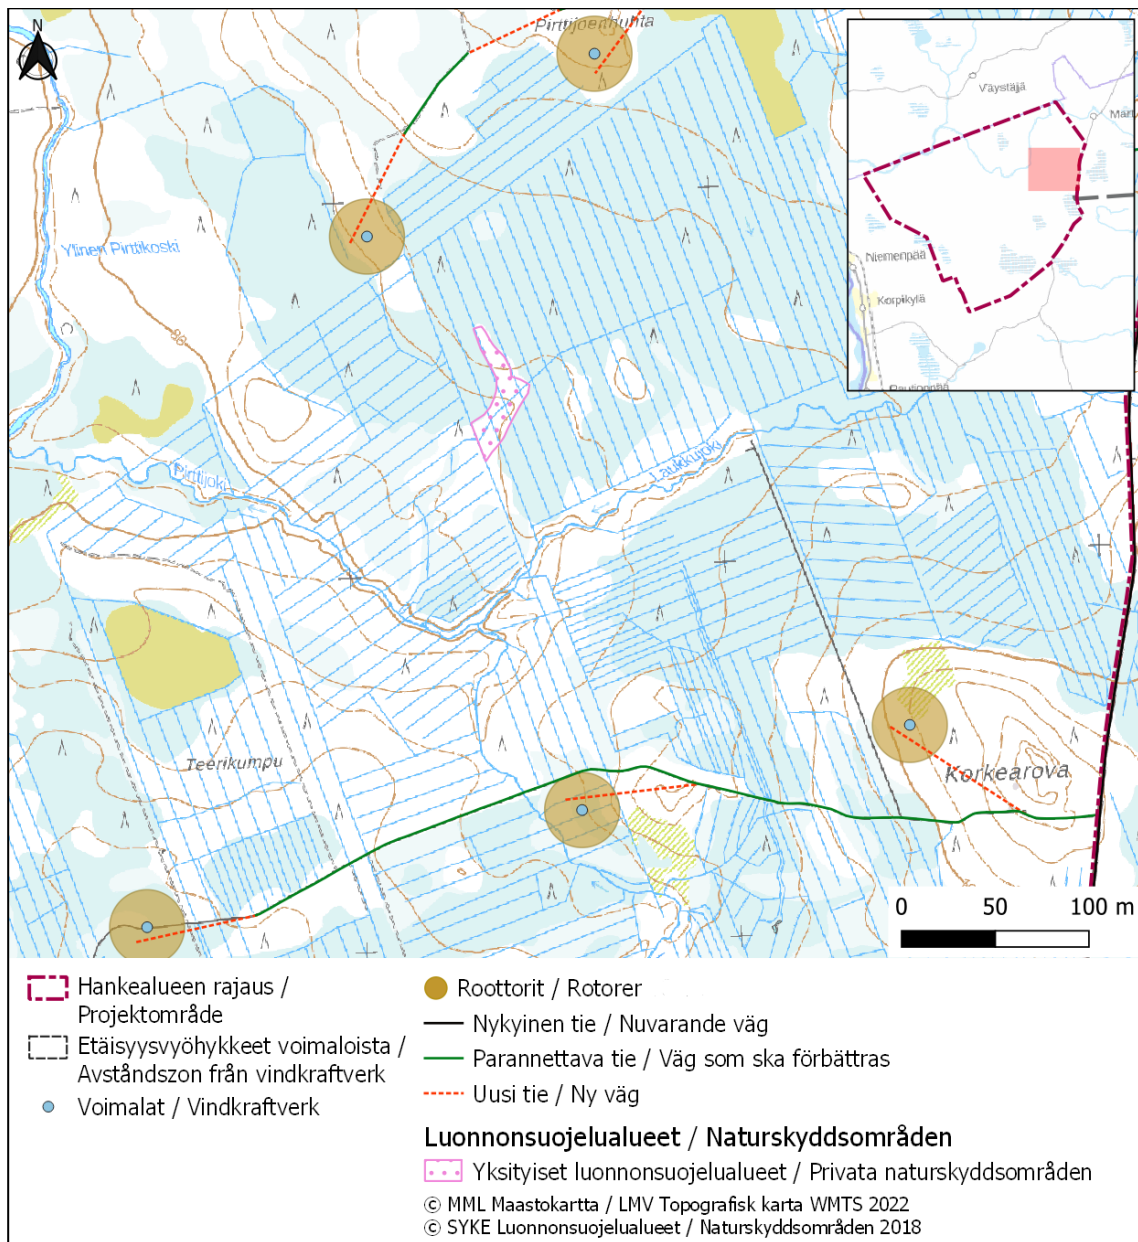 N
Pirttijoenhuhta
Väystäjä
Niemenpää
Korpikylä
Ylinen Pirttikoski
88
Pirttijoki
Laukkujoki
Teerikumpu
Korkearova
0 50 100 m
Hankealueen rajaus /
Projektområde
Etäisyysvyöhykkeet voimaloista /
Avståndszon från vindkraftverk
Voimalat / Vindkraftverk
Roottorit / Rotorer
Nykyinen tie / Nuvarande väg
Parannettava tie / Väg som ska förbättras
Uusi tie / Ny väg
Luonnonsuojelualueet / Naturskyddsområden
Yksityiset luonnonsuojelualueet / Privata naturskyddsområden
© MML Maastokartta / LMV Topografisk karta WMTS 2022
© SYKE Luonnonsuojelualueet / Naturskyddsområden 2018